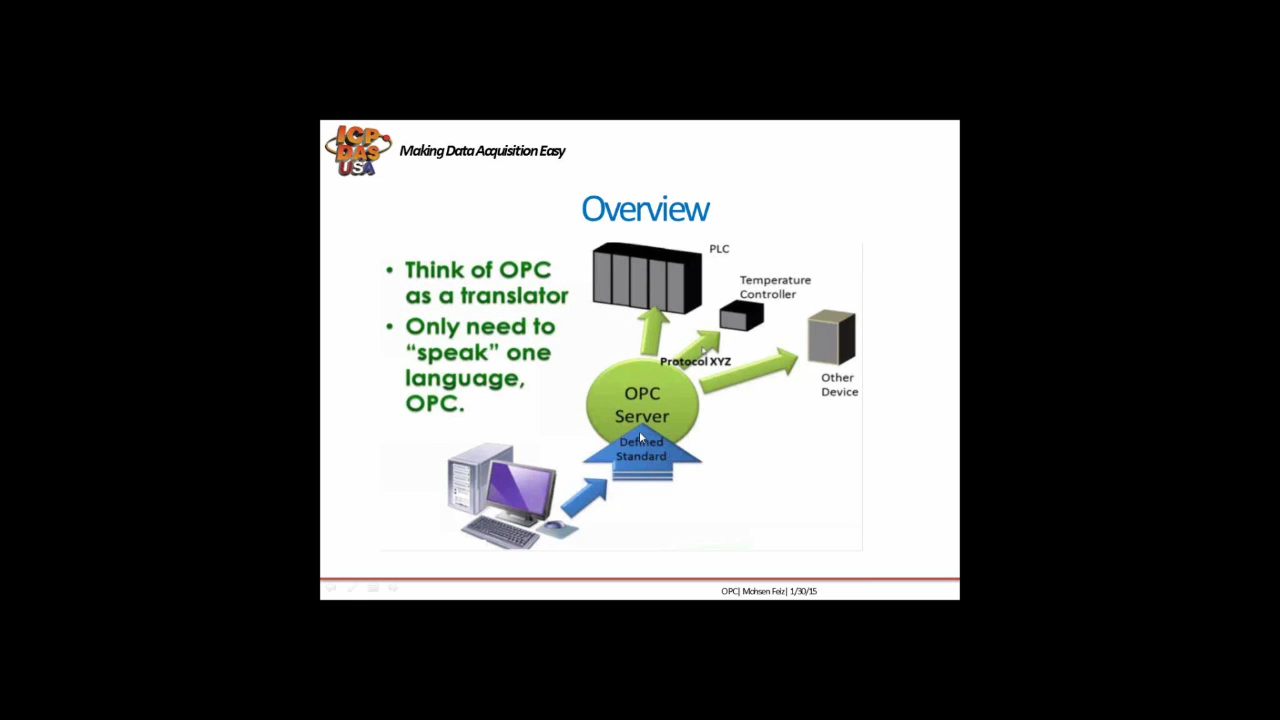 ICP
DAS
USA
Making Data Acquisition Easy
Overview
• Think of OPC
as a translator
• Only need to
“speak” one
language,
OPC.
PLC
Temperature
Controller
Protocol XYZ
Other
Device
OPC
Server
Defined
Standard
OPC| Mohsen Feiz| 1/30/15